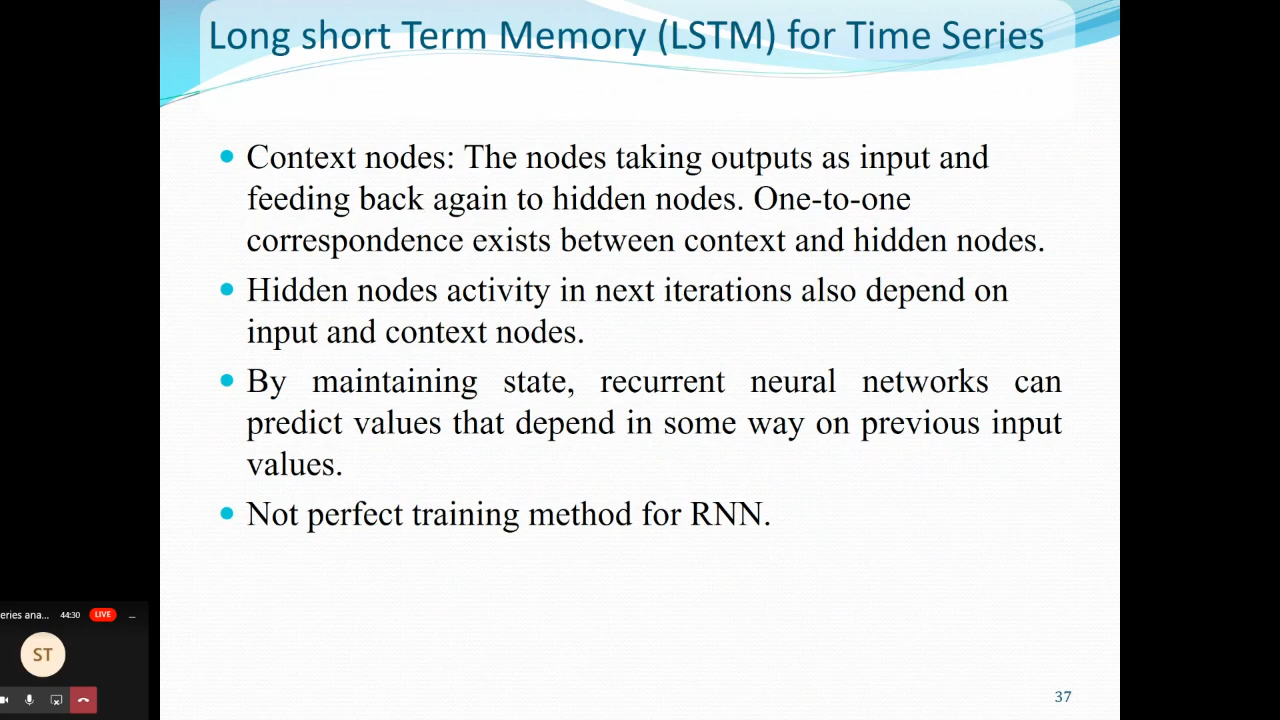 Long short Term Memory (LSTM) for Time Series
Context nodes: The nodes taking outputs as input and
feeding back again to hidden nodes. One-to-one
correspondence exists between context and hidden nodes.
Hidden nodes activity in next iterations also depend on
input and context nodes.
By maintaining state, recurrent neural networks can
predict values that depend in some way on previous input
values.
Not perfect training method for RNN.
eries ana... 44:30 LIVE
ST
37